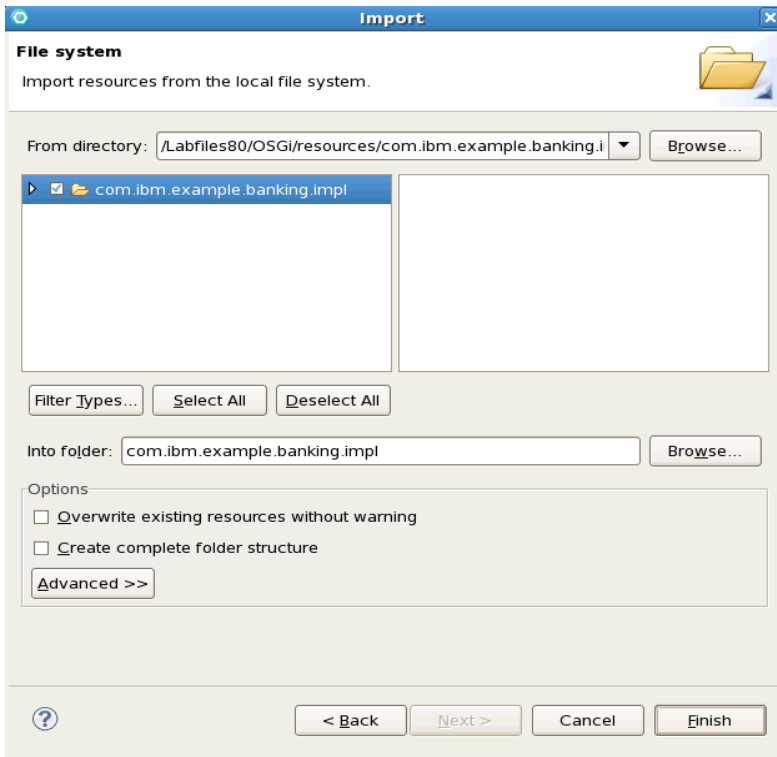 Import
File system
Import resources from the local file system.
From directory: /Labfiles80/OSGi/resources/com.ibm.example.banking.i Browse...
com.ibm.example.banking.impl
Filter Types... Select All Deselect All
Into folder: com.ibm.example.banking.impl Browse...
Options
Overwrite existing resources without warning
Create complete folder structure
Advanced >>
? < Back Next > Cancel Finish